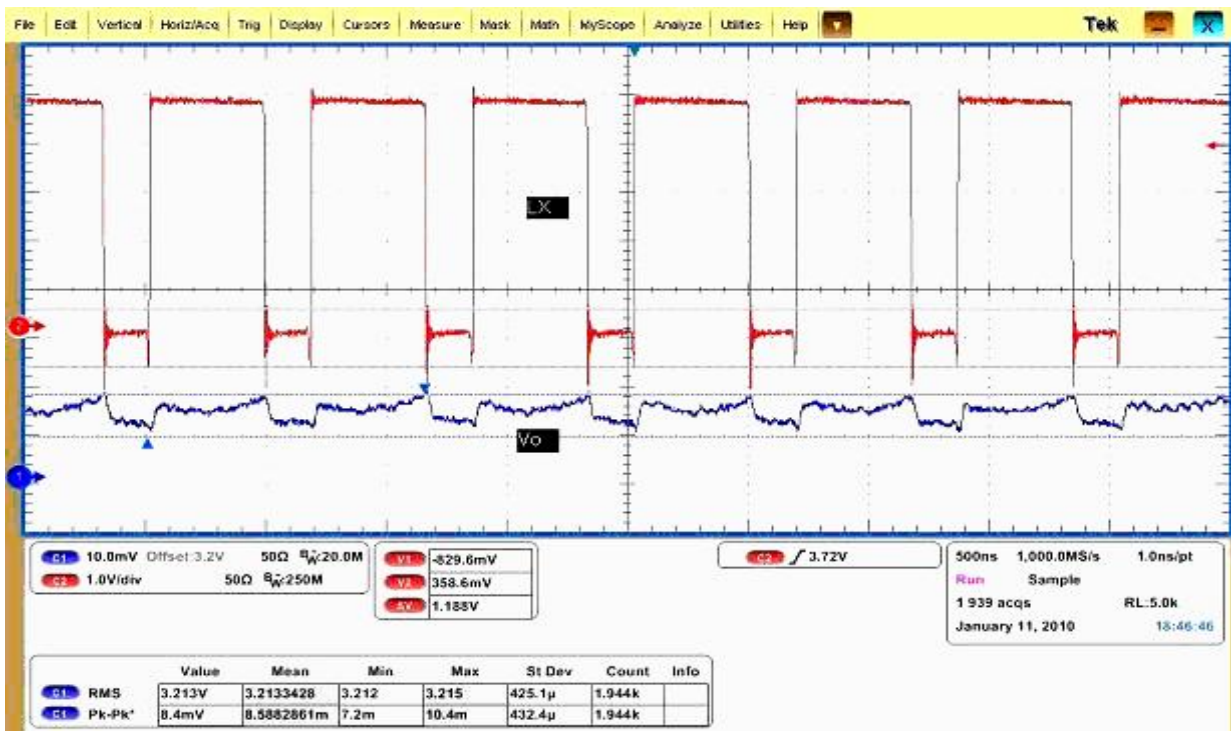 File Edit Vertical Horiz/Acq Trig Display Cursors Measure Mask Math MyScope Analyze Utilities Help Tek X
LX
2
Vo
1
C1 10.0mV Offset:3.2V 50Ω BW:20.0M
C2 1.0V/div 50Ω BW:250M
V1 -829.6mV
V2 358.6mV
ΔV 1.188V
C2 3.72V
500ns 1,000.0MS/s 1.0ns/pt
Run Sample
1 939 acqs RL:5.0k
January 11, 2010 18:46:46
Value Mean Min Max St Dev Count Info
C1 RMS 3.213V 3.2133428 3.212 3.215 425.1µ 1.944k
C1 Pk-Pk* 8.4mV 8.5882861m 7.2m 10.4m 432.4µ 1.944k